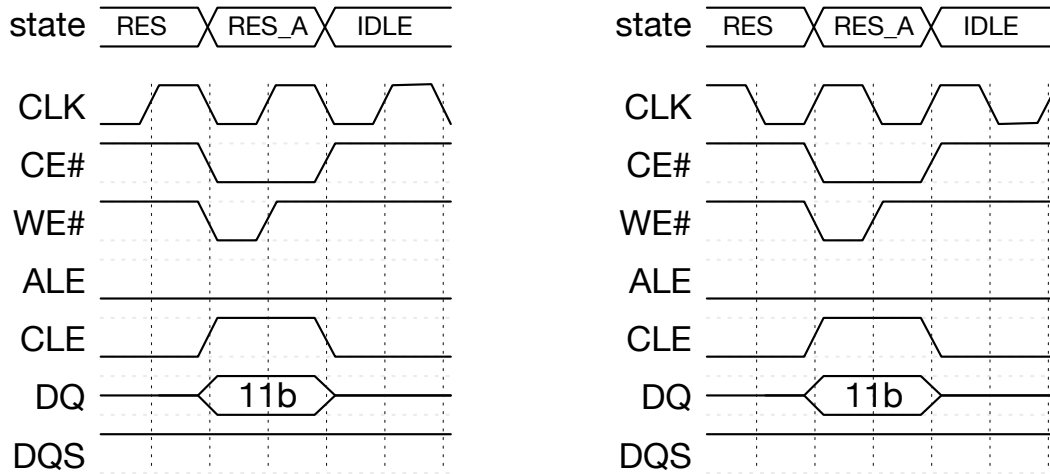 state RES RES_A IDLE
CLK
CE#
WE#
ALE
CLE
DQ 11b
DQS
state RES RES_A IDLE
CLK
CE#
WE#
ALE
CLE
DQ 11b
DQS